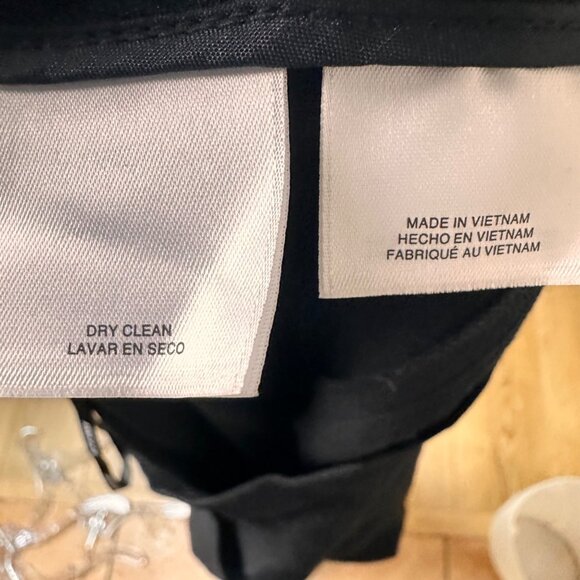 DRY CLEAN
LAVAR EN SECO
MADE IN VIETNAM
HECHO EN VIETNAM
FABRIQUÉ AU VIETNAM